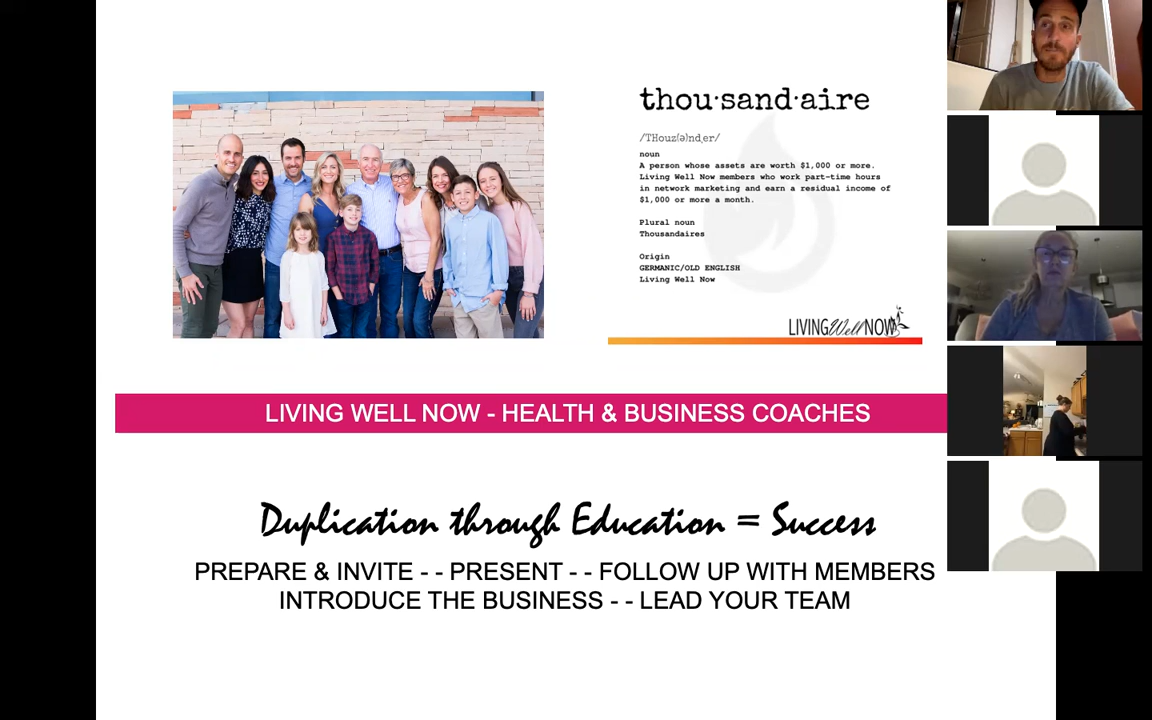 thou·sand·aire
/THouz(ə)nd͵er/
noun
A person whose assets are worth $1,000 or more.
Living Well Now members who work part-time hours
in network marketing and earn a residual income of
$1,000 or more a month.
Plural noun
Thousandaires
Origin
GERMANIC/OLD ENGLISH
Living Well Now
LIVING Well NOW
LIVING WELL NOW - HEALTH & BUSINESS COACHES
Duplication through Education = Success
PREPARE & INVITE - - PRESENT - - FOLLOW UP WITH MEMBERS
INTRODUCE THE BUSINESS - - LEAD YOUR TEAM